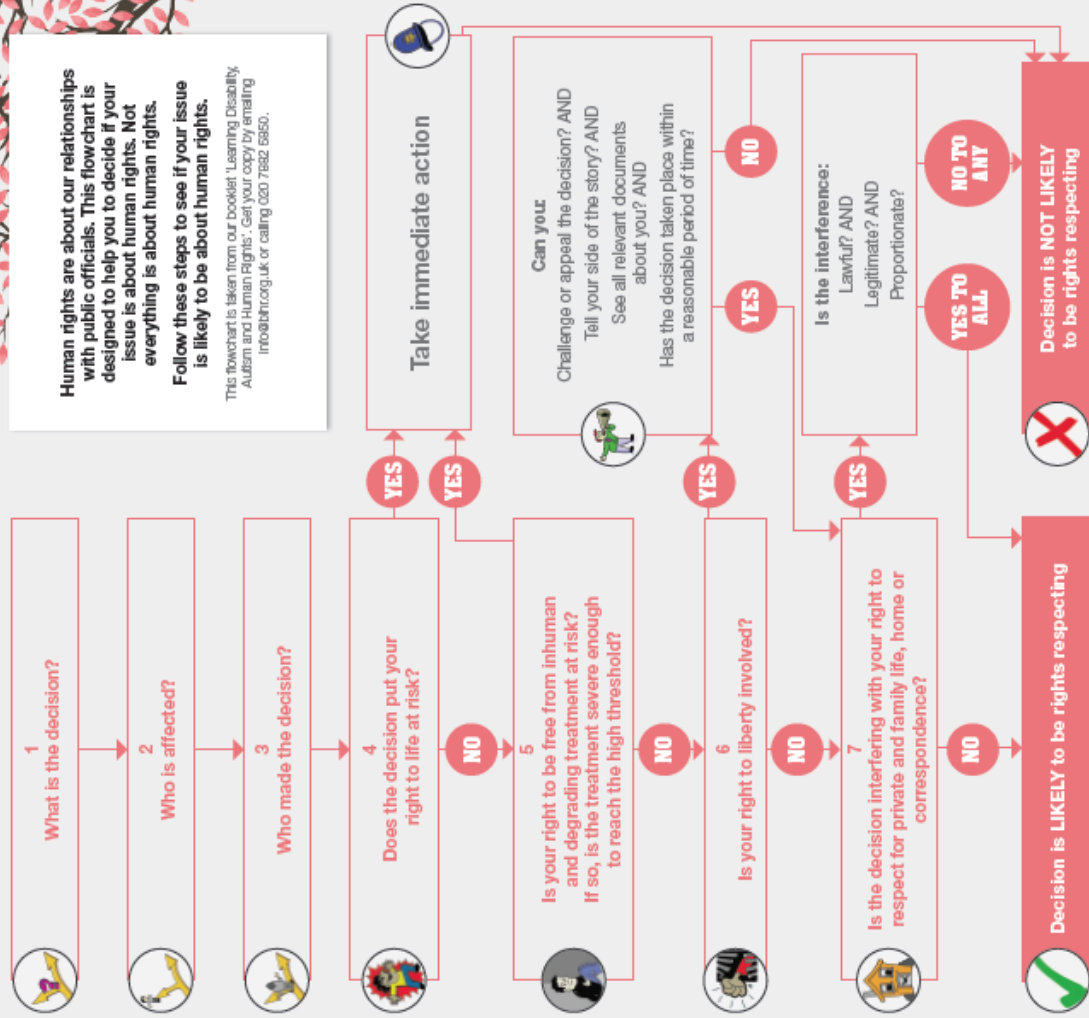 Human rights are about our relationships
with public officials. This flowchart is
designed to help you to decide if your
issue is about human rights. Not
everything is about human rights.
Follow these steps to see if your issue
is likely to be about human rights.
This flowchart is taken from our booklet 'Learning Disability,
Autism and Human Rights'. Get your copy by emailing
info@bihr.org.uk or calling 020 7882 5850.
1
What is the decision?
2
Who is affected?
3
Who made the decision?
4
Does the decision put your
right to life at risk?
YES
Take immediate action
NO
5
Is your right to be free from inhuman
and degrading treatment at risk?
If so, is the treatment severe enough
to reach the high threshold?
YES
NO
6
Is your right to liberty involved?
YES
Can you:
Challenge or appeal the decision? AND
Tell your side of the story? AND
See all relevant documents
about you? AND
Has the decision taken place within
a reasonable period of time?
YES
NO
NO
7
Is the decision interfering with your right to
respect for private and family life, home or
correspondence?
YES
Is the interference:
Lawful? AND
Legitimate? AND
Proportionate?
YES TO
ALL
NO TO
ANY
NO
Decision is LIKELY to be rights respecting
Decision is NOT LIKELY
to be rights respecting